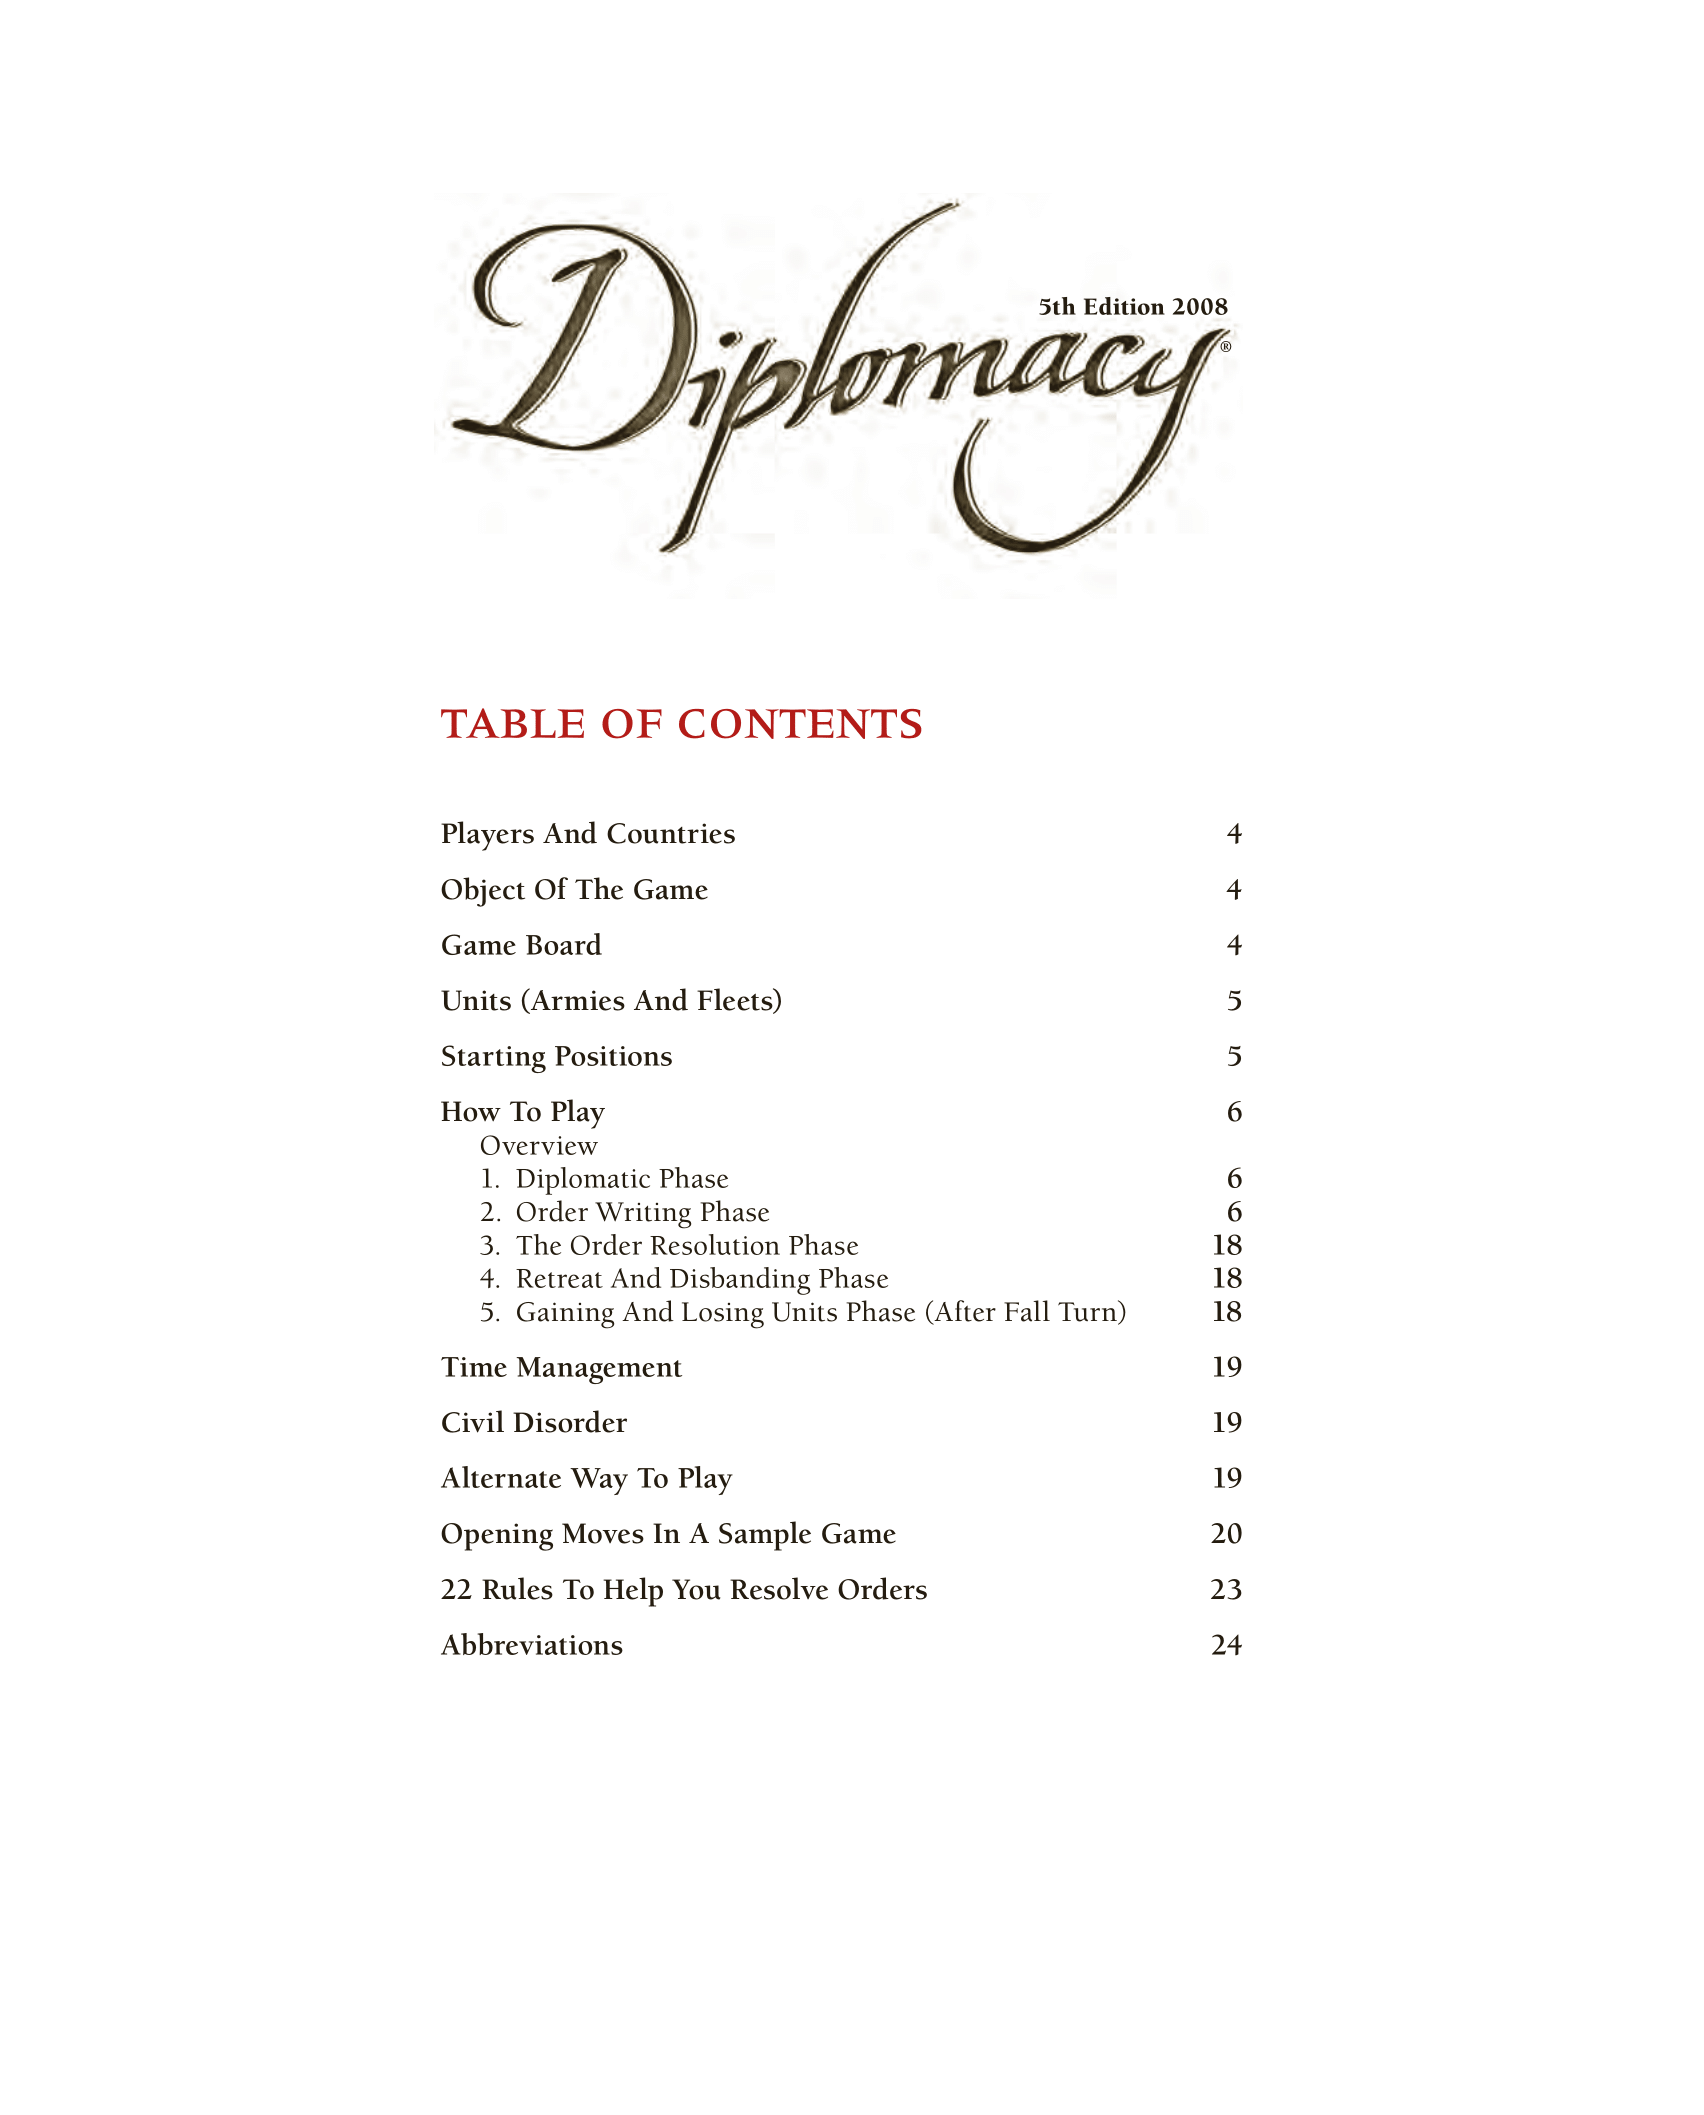 5th Edition 2008
Diplomacy®
TABLE OF CONTENTS
Players And Countries 4
Object Of The Game 4
Game Board 4
Units (Armies And Fleets) 5
Starting Positions 5
How To Play 6
Overview
1. Diplomatic Phase 6
2. Order Writing Phase 6
3. The Order Resolution Phase 18
4. Retreat And Disbanding Phase 18
5. Gaining And Losing Units Phase (After Fall Turn) 18
Time Management 19
Civil Disorder 19
Alternate Way To Play 19
Opening Moves In A Sample Game 20
22 Rules To Help You Resolve Orders 23
Abbreviations 24